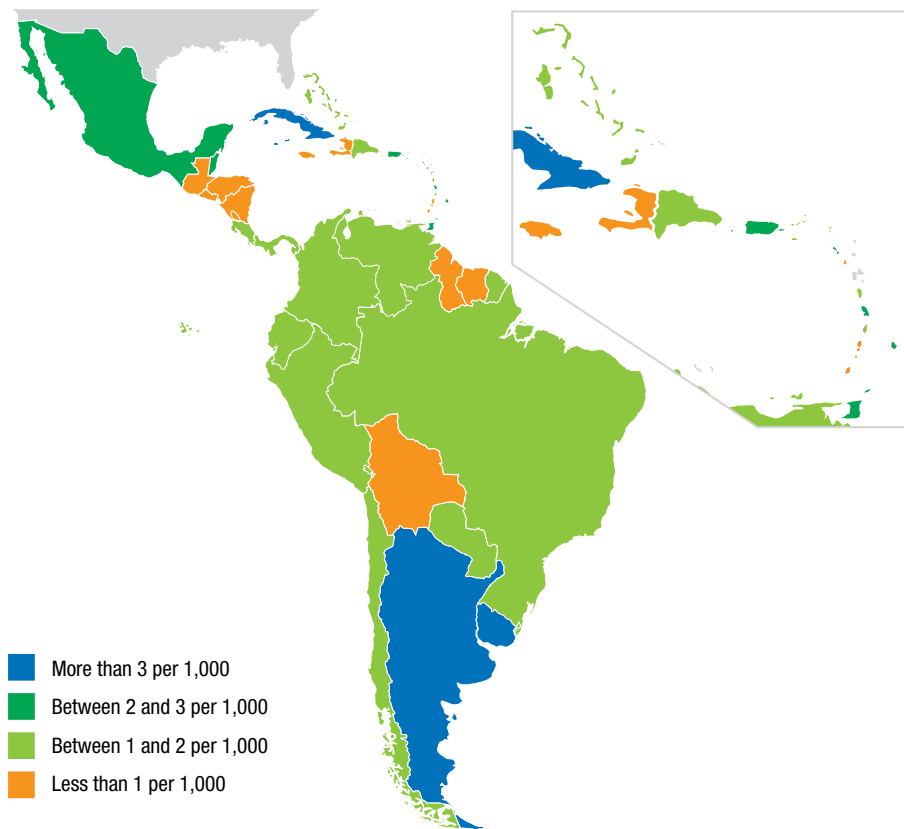 More than 3 per 1,000
Between 2 and 3 per 1,000
Between 1 and 2 per 1,000
Less than 1 per 1,000